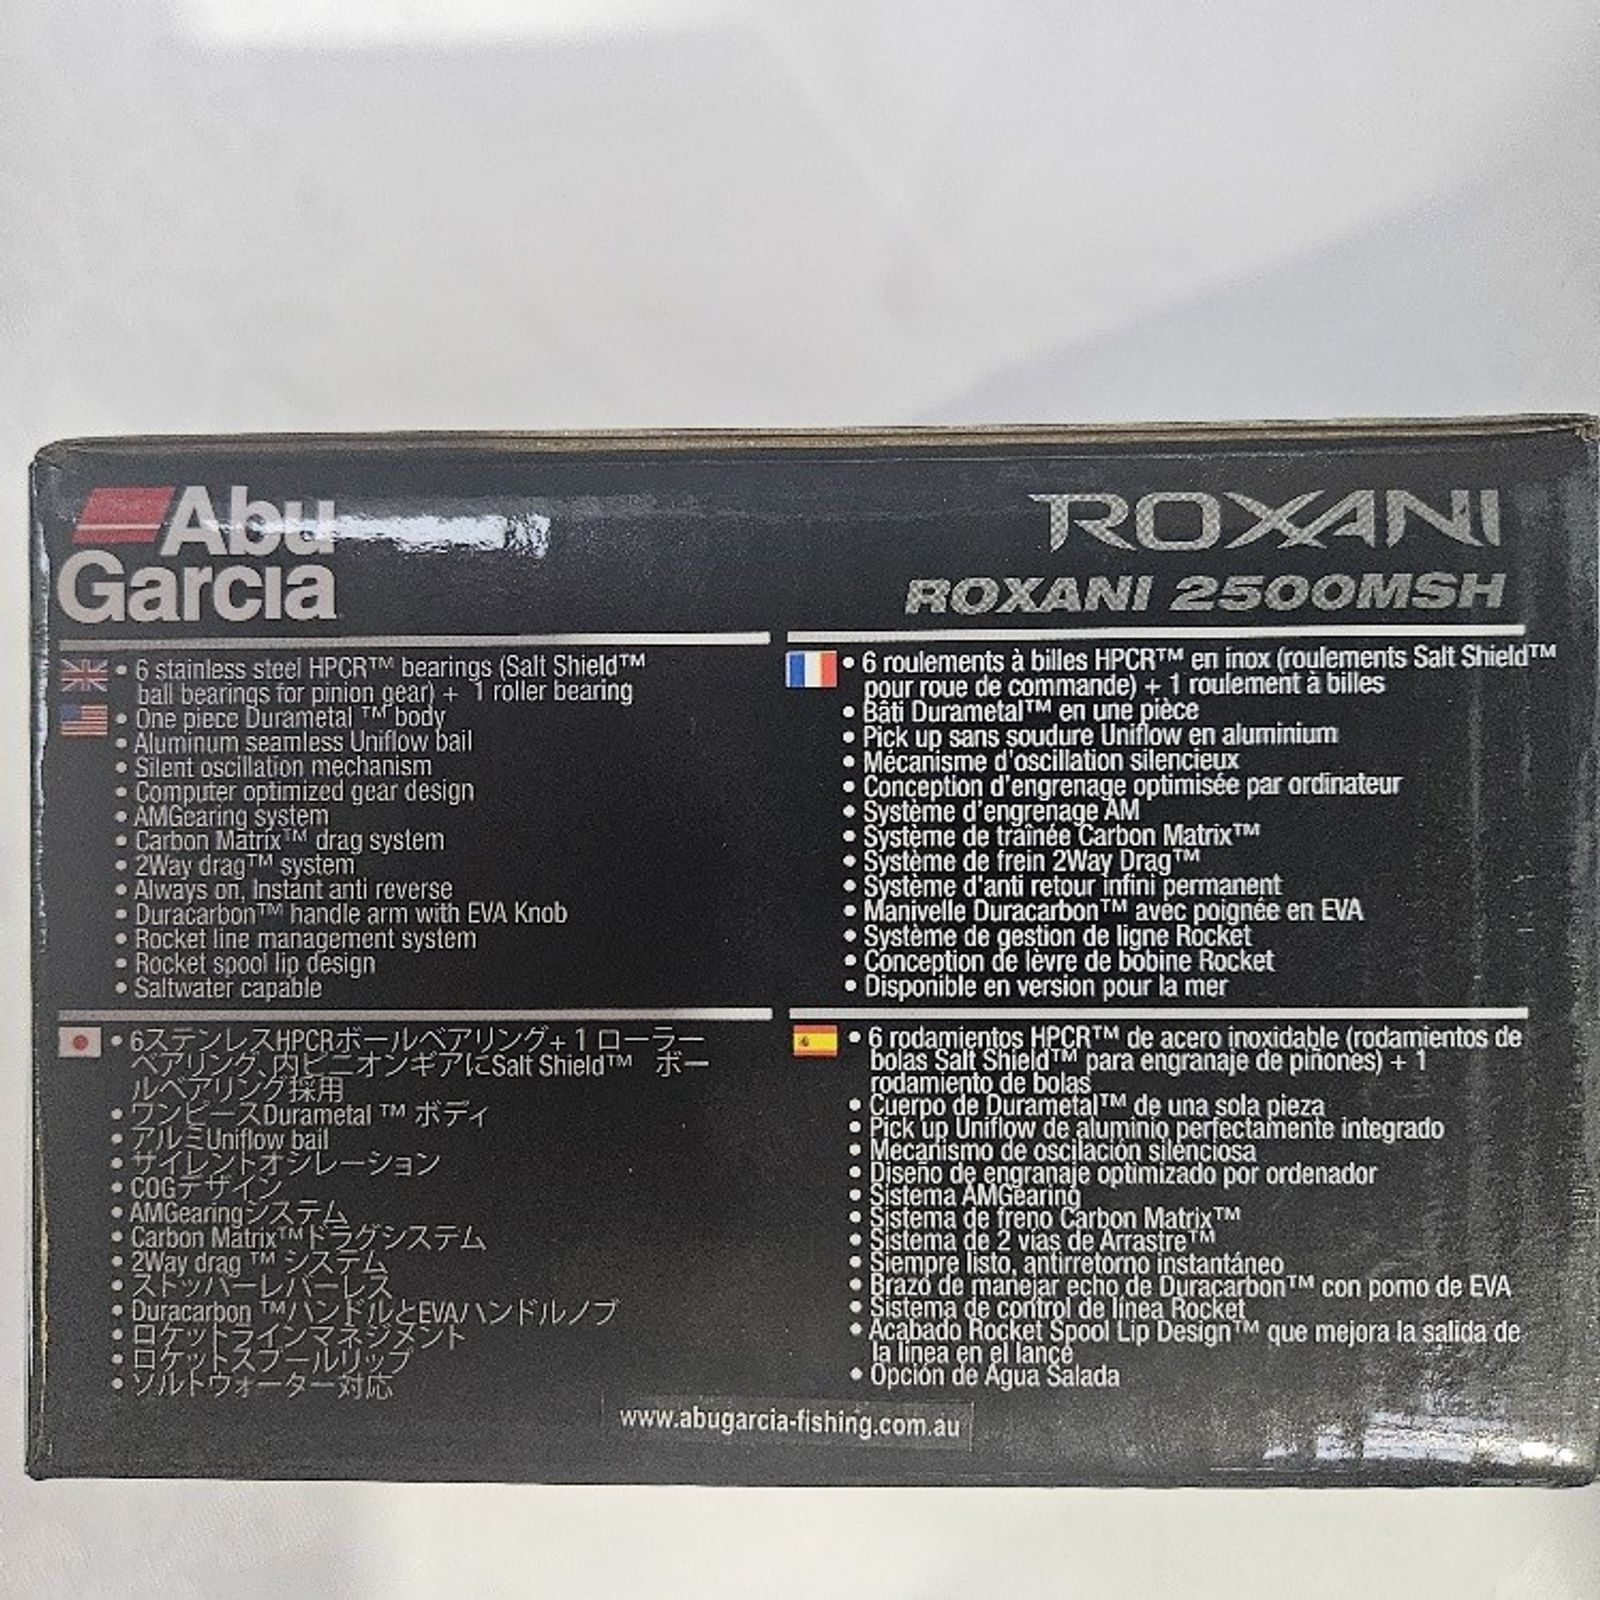 Abu
Garcia
ROXANI
ROXANI 2500MSH
• 6 stainless steel HPCR™ bearings (Salt Shield™
ball bearings for pinion gear) + 1 roller bearing
• One piece Durametal ™ body
• Aluminum seamless Uniflow bail
• Silent oscillation mechanism
• Computer optimized gear design
• AMGearing system
• Carbon Matrix™ drag system
• 2Way drag™ system
• Always on, Instant anti reverse
• Duracarbon™ handle arm with EVA Knob
• Rocket line management system
• Rocket spool lip design
• Saltwater capable
• 6 roulements à billes HPCR™ en inox (roulements Salt Shield™
pour roue de commande) + 1 roulement à billes
• Bâti Durametal™ en une pièce
• Pick up sans soudure Uniflow en aluminium
• Mécanisme d'oscillation silencieux
• Conception d'engrenage optimisée par ordinateur
• Système d'engrenage AM
• Système de traînée Carbon Matrix™
• Système de frein 2Way Drag™
• Système d'anti retour infini permanent
• Manivelle Duracarbon™ avec poignée en EVA
• Système de gestion de ligne Rocket
• Conception de lèvre de bobine Rocket
• Disponible en version pour la mer
• 6ステンレスHPCRボールベアリング+ 1 ローラー
ベアリング、内ピニオンギアにSalt Shield™ ボー
ルベアリング採用
• ワンピースDurametal ™ ボディ
• アルミUniflow bail
• サイレントオシレーション
• COGデザイン
• AMGearingシステム
• Carbon Matrix™ドラグシステム
• 2Way drag ™ システム
• ストッパーレバーレス
• Duracarbon ™ハンドルとEVAハンドルノブ
• ロケットラインマネジメント
• ロケットスプールリップ
• ソルトウォーター対応
• 6 rodamientos HPCR™ de acero inoxidable (rodamientos de
bolas Salt Shield™ para engranaje de piñones) + 1
rodamiento de bolas
• Cuerpo de Durametal™ de una sola pieza
• Pick up Uniflow de aluminio perfectamente integrado
• Mecanismo de oscilación silenciosa
• Diseño de engranaje optimizado por ordenador
• Sistema AMGearing
• Sistema de freno Carbon Matrix™
• Sistema de 2 vias de Arrastre™
• Siempre listo, antirretorno instantáneo
• Brazo de manejar echo de Duracarbon™ con pomo de EVA
• Sistema de control de línea Rocket
• Acabado Rocket Spool Lip Design™ que mejora la salida de
la línea en el lance
• Opción de Agua Salada
www.abugarcia-fishing.com.au